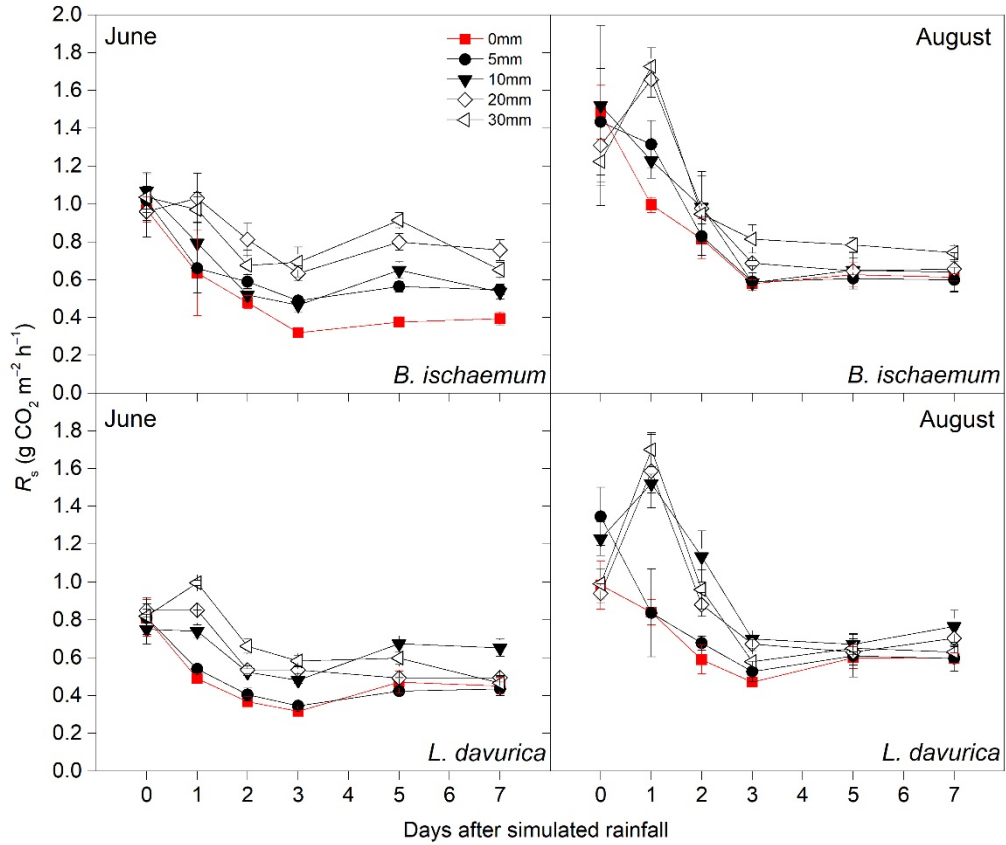 June
0mm
5mm
10mm
20mm
30mm
B. ischaemum
2.0
1.8
1.6
1.4
1.2
1.0
0.8
0.6
0.4
0.2
0.0
August
B. ischaemum
Rs (g CO2 m−2 h−1)
June
L. davurica
1.8
1.6
1.4
1.2
1.0
0.8
0.6
0.4
0.2
0.0
August
L. davurica
0 1 2 3 4 5 6 7
0 1 2 3 4 5 6 7
Days after simulated rainfall